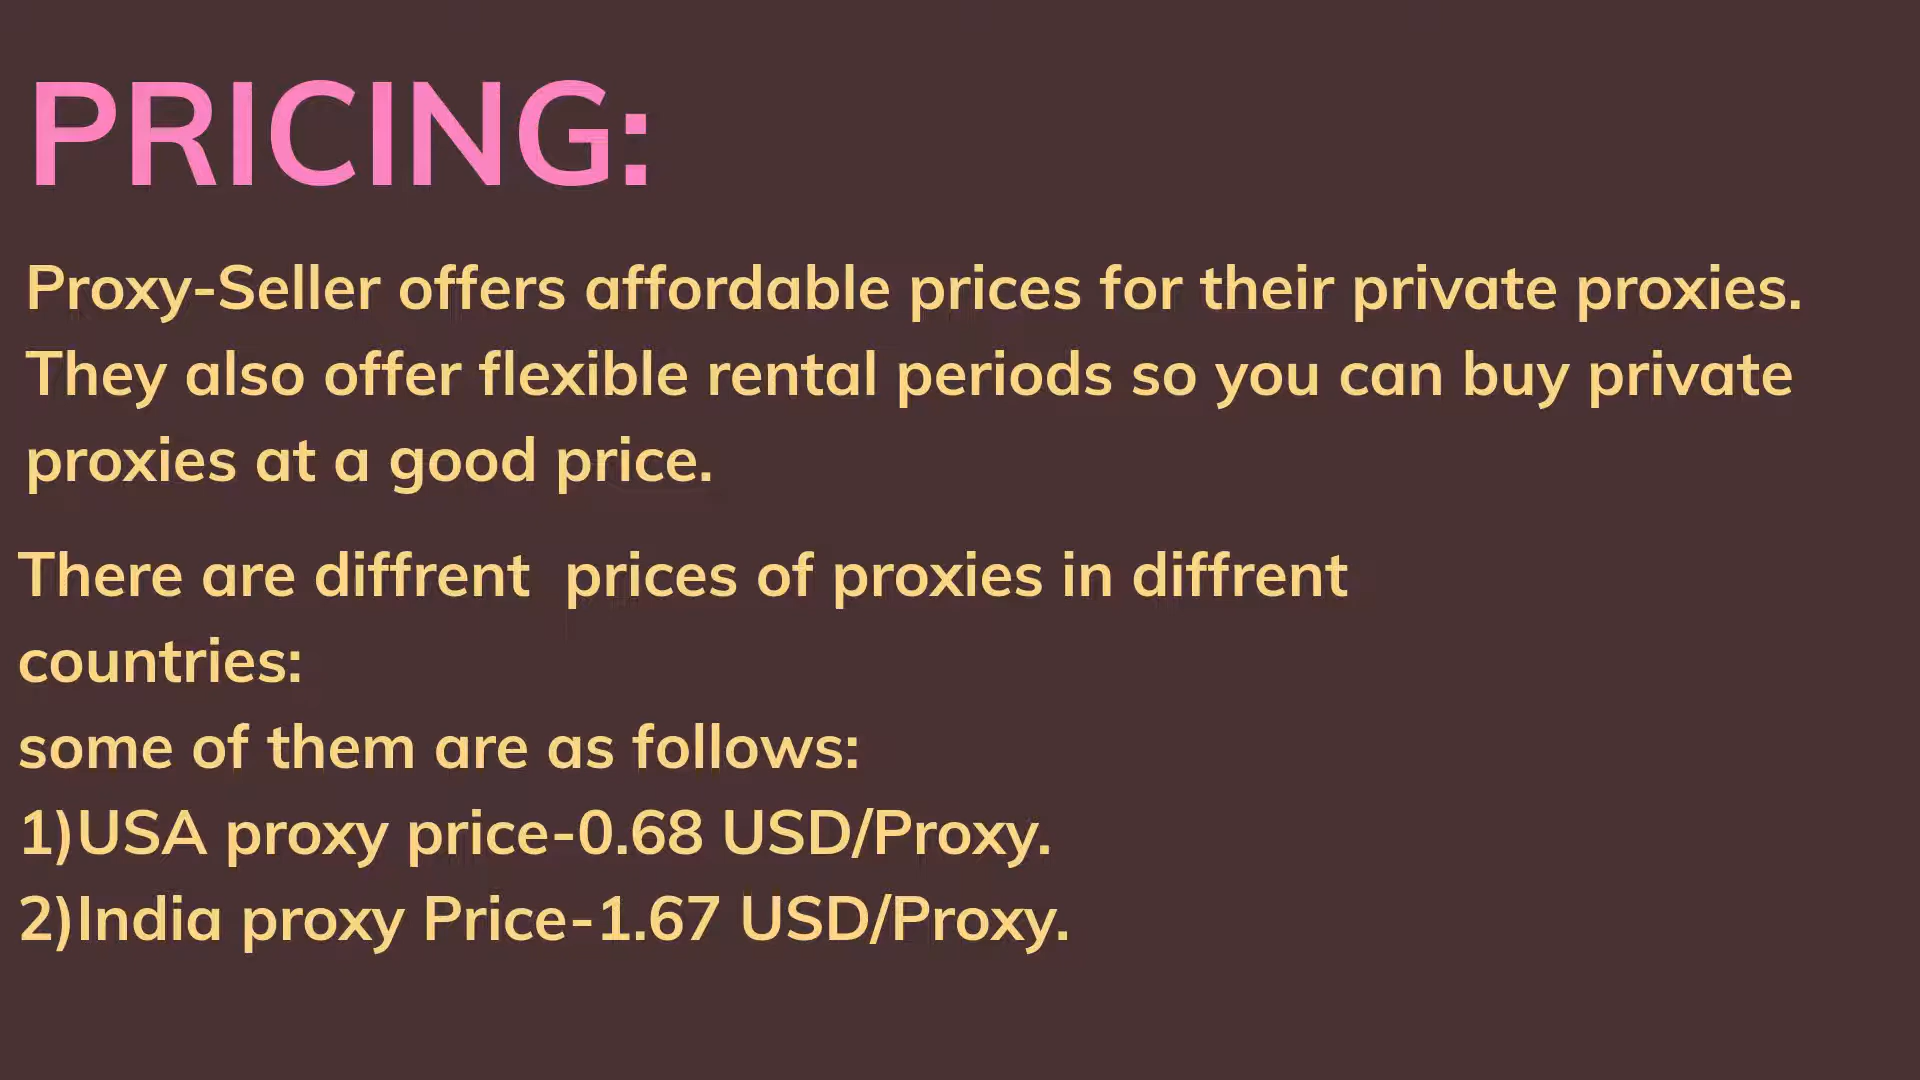 PRICING:
Proxy-Seller offers affordable prices for their private proxies.
They also offer flexible rental periods so you can buy private
proxies at a good price.
There are diffrent  prices of proxies in diffrent
countries:
some of them are as follows:
1)USA proxy price-0.68 USD/Proxy.
2)India proxy Price-1.67 USD/Proxy.